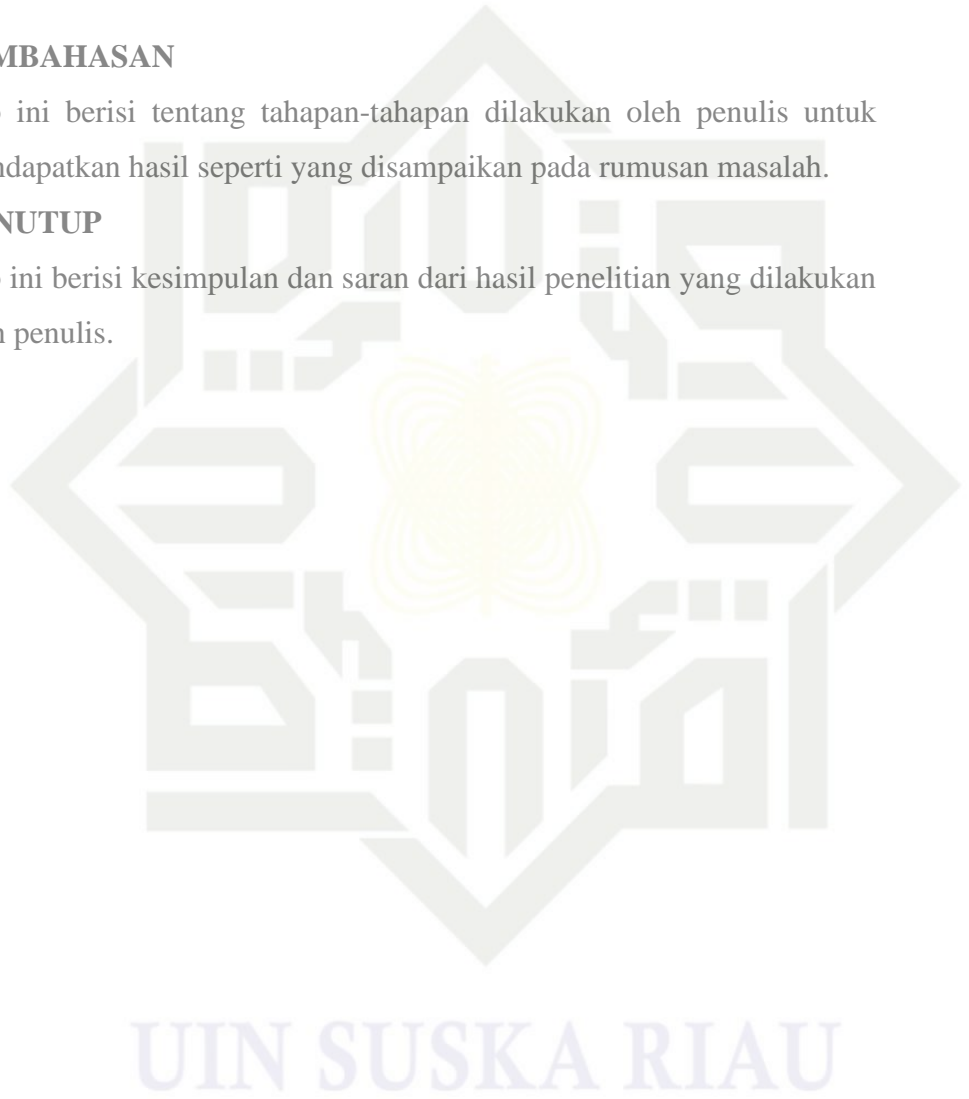 MBAHASAN
ini berisi tentang tahapan-tahapan dilakukan oleh penulis untuk
ndapatkan hasil seperti yang disampaikan pada rumusan masalah.
NUTUP
ini berisi kesimpulan dan saran dari hasil penelitian yang dilakukan
penulis.
UIN SUSKA RIAU